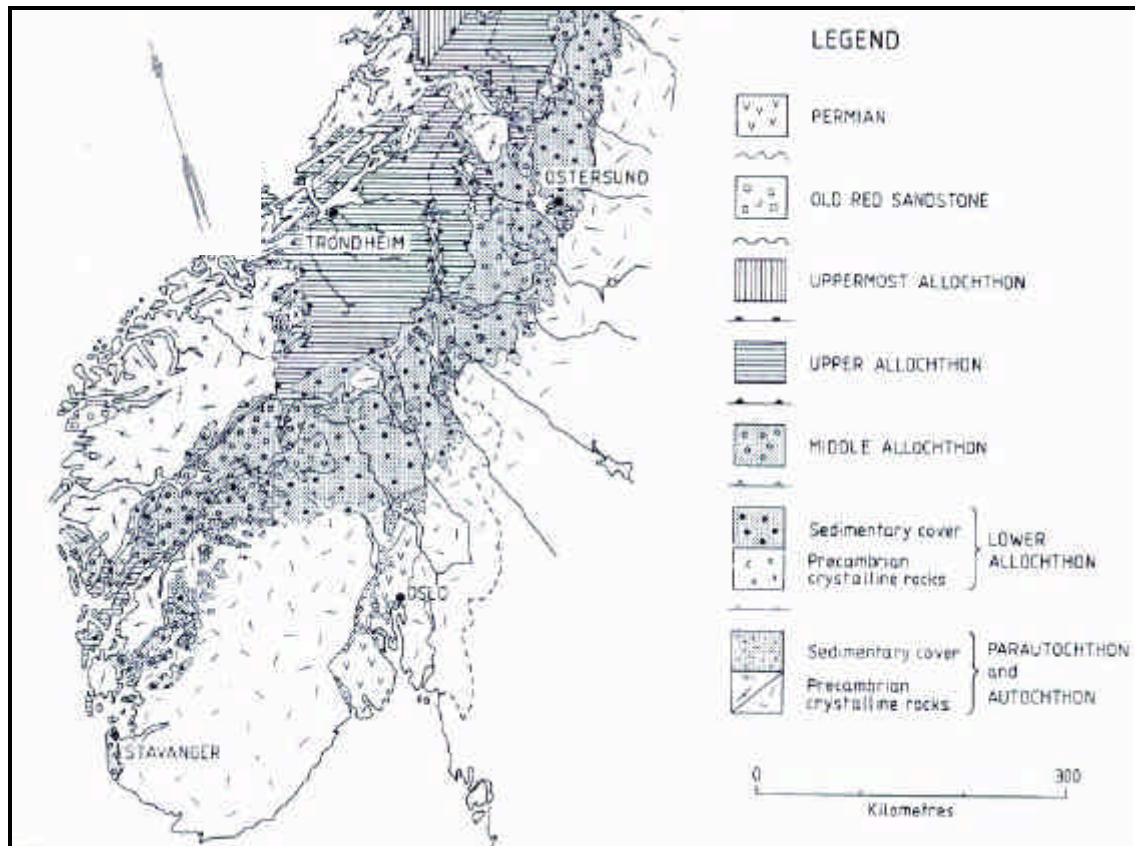 LEGEND
PERMIAN
OLD RED SANDSTONE
UPPERMOST ALLOCHTHON
UPPER ALLOCHTHON
MIDDLE ALLOCHTHON
Sedimentary cover
Precambrian
crystalline rocks
LOWER
ALLOCHTHON
Sedimentary cover
Precambrian
crystalline rocks
PARAUTOCHTHON
and
AUTOCHTHON
0 300
Kilometres
OSTERSUND
TRONDHEIM
OSLO
STAVANGER